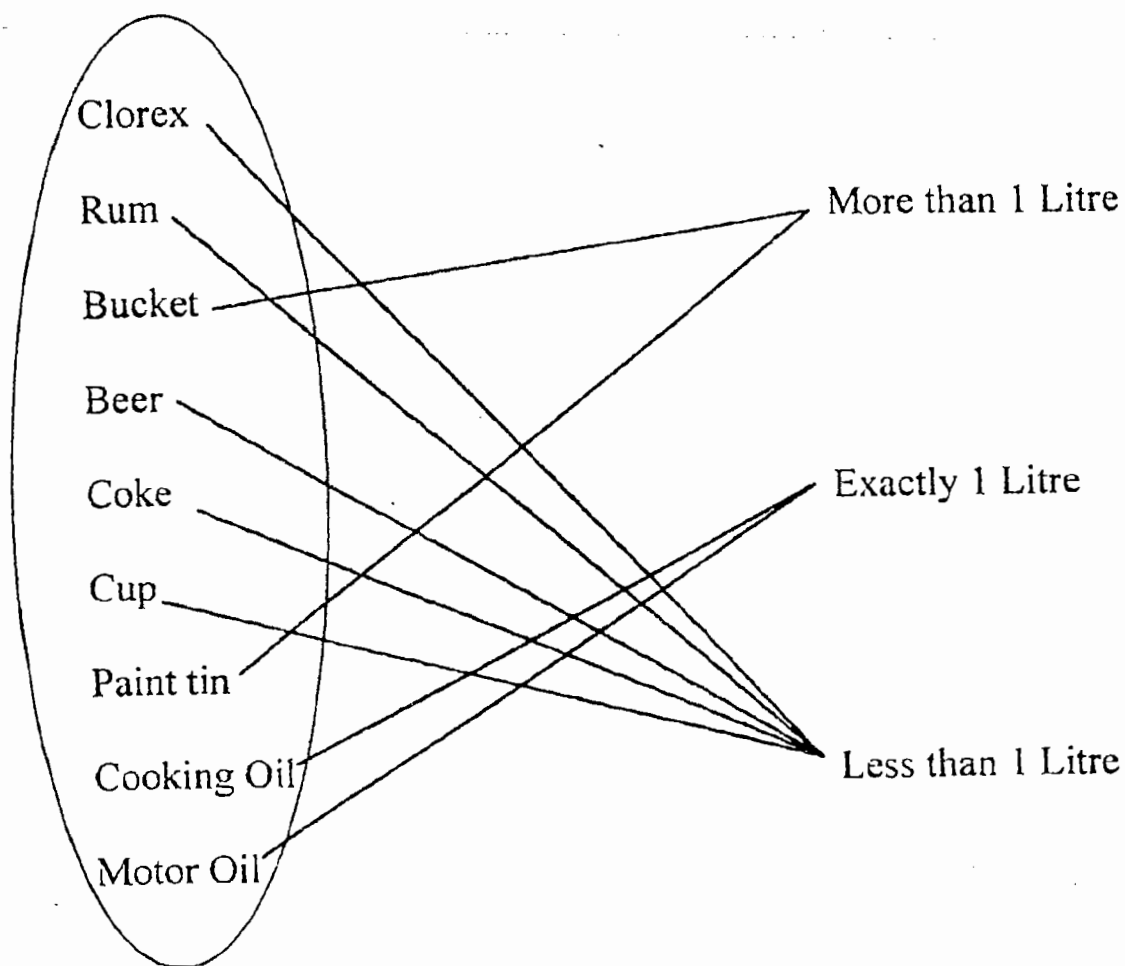 Clorex
Rum
Bucket
Beer
Coke
Cup
Paint tin
Cooking Oil
Motor Oil
More than 1 Litre
Exactly 1 Litre
Less than 1 Litre